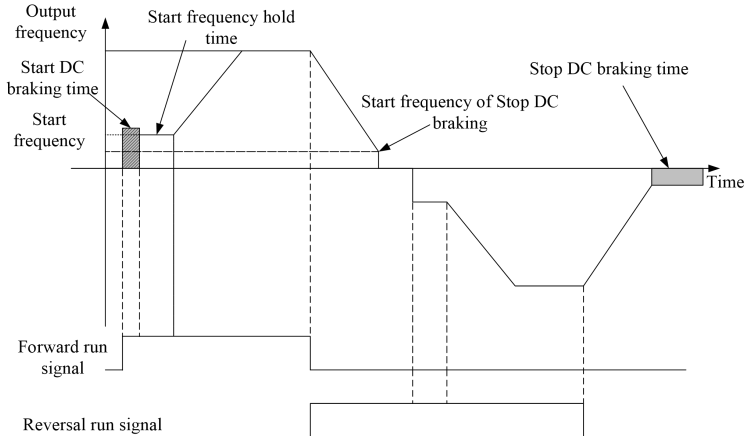 Output
frequency
Start frequency hold
time
Start DC
braking time
Stop DC braking time
Start
frequency
Start frequency of Stop DC
braking
Time
Forward run
signal
Reversal run signal